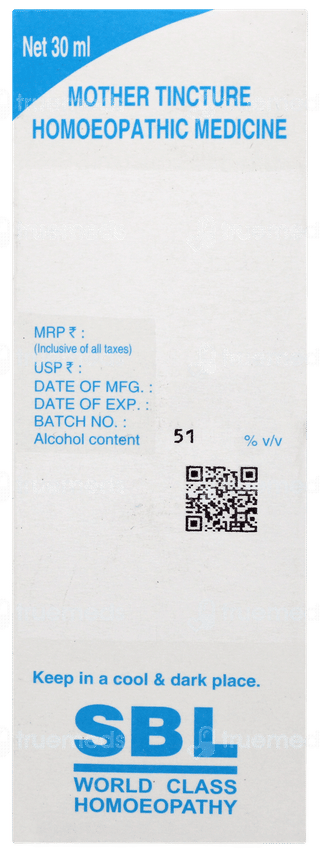 Net 30 ml
MOTHER TINCTURE
HOMOEOPATHIC MEDICINE
MRP ₹ :
(Inclusive of all taxes)
USP ₹ :
DATE OF MFG. :
DATE OF EXP. :
BATCH NO. :
Alcohol content 51 % v/v
Keep in a cool & dark place.
SBL
WORLD CLASS
HOMOEOPATHY